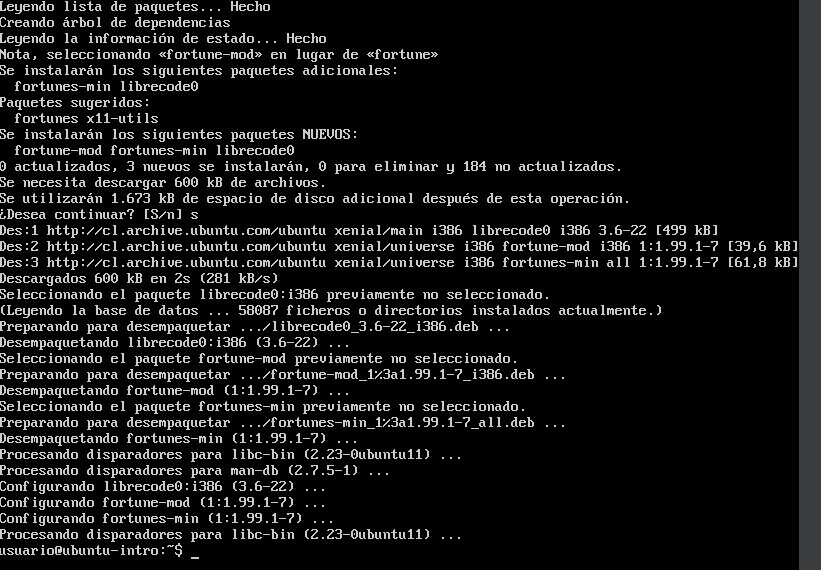 Leyendo lista de paquetes... Hecho
Creando árbol de dependencias
Leyendo la información de estado... Hecho
Nota, seleccionando «fortune-mod» en lugar de «fortune»
Se instalarán los siguientes paquetes adicionales:
  fortunes-min librecode0
Paquetes sugeridos:
  fortunes x11-utils
Se instalarán los siguientes paquetes NUEVOS:
  fortune-mod fortunes-min librecode0
0 actualizados, 3 nuevos se instalarán, 0 para eliminar y 184 no actualizados.
Se necesita descargar 600 kB de archivos.
Se utilizarán 1.673 kB de espacio de disco adicional después de esta operación.
¿Desea continuar? [S/n] s
Des:1 http://cl.archive.ubuntu.com/ubuntu xenial/main i386 librecode0 i386 3.6-22 [499 kB]
Des:2 http://cl.archive.ubuntu.com/ubuntu xenial/universe i386 fortune-mod i386 1:1.99.1-7 [39,6 kB]
Des:3 http://cl.archive.ubuntu.com/ubuntu xenial/universe i386 fortunes-min all 1:1.99.1-7 [61,8 kB]
Descargados 600 kB en 2s (281 kB/s)
Seleccionando el paquete librecode0:i386 previamente no seleccionado.
(Leyendo la base de datos ... 58087 ficheros o directorios instalados actualmente.)
Preparando para desempaquetar .../librecode0_3.6-22_i386.deb ...
Desempaquetando librecode0:i386 (3.6-22) ...
Seleccionando el paquete fortune-mod previamente no seleccionado.
Preparando para desempaquetar .../fortune-mod_1%3a1.99.1-7_i386.deb ...
Desempaquetando fortune-mod (1:1.99.1-7) ...
Seleccionando el paquete fortunes-min previamente no seleccionado.
Preparando para desempaquetar .../fortunes-min_1%3a1.99.1-7_all.deb ...
Desempaquetando fortunes-min (1:1.99.1-7) ...
Procesando disparadores para libc-bin (2.23-0ubuntu11) ...
Procesando disparadores para man-db (2.7.5-1) ...
Configurando librecode0:i386 (3.6-22) ...
Configurando fortune-mod (1:1.99.1-7) ...
Configurando fortunes-min (1:1.99.1-7) ...
Procesando disparadores para libc-bin (2.23-0ubuntu11) ...
usuario@ubuntu-intro:~$ _